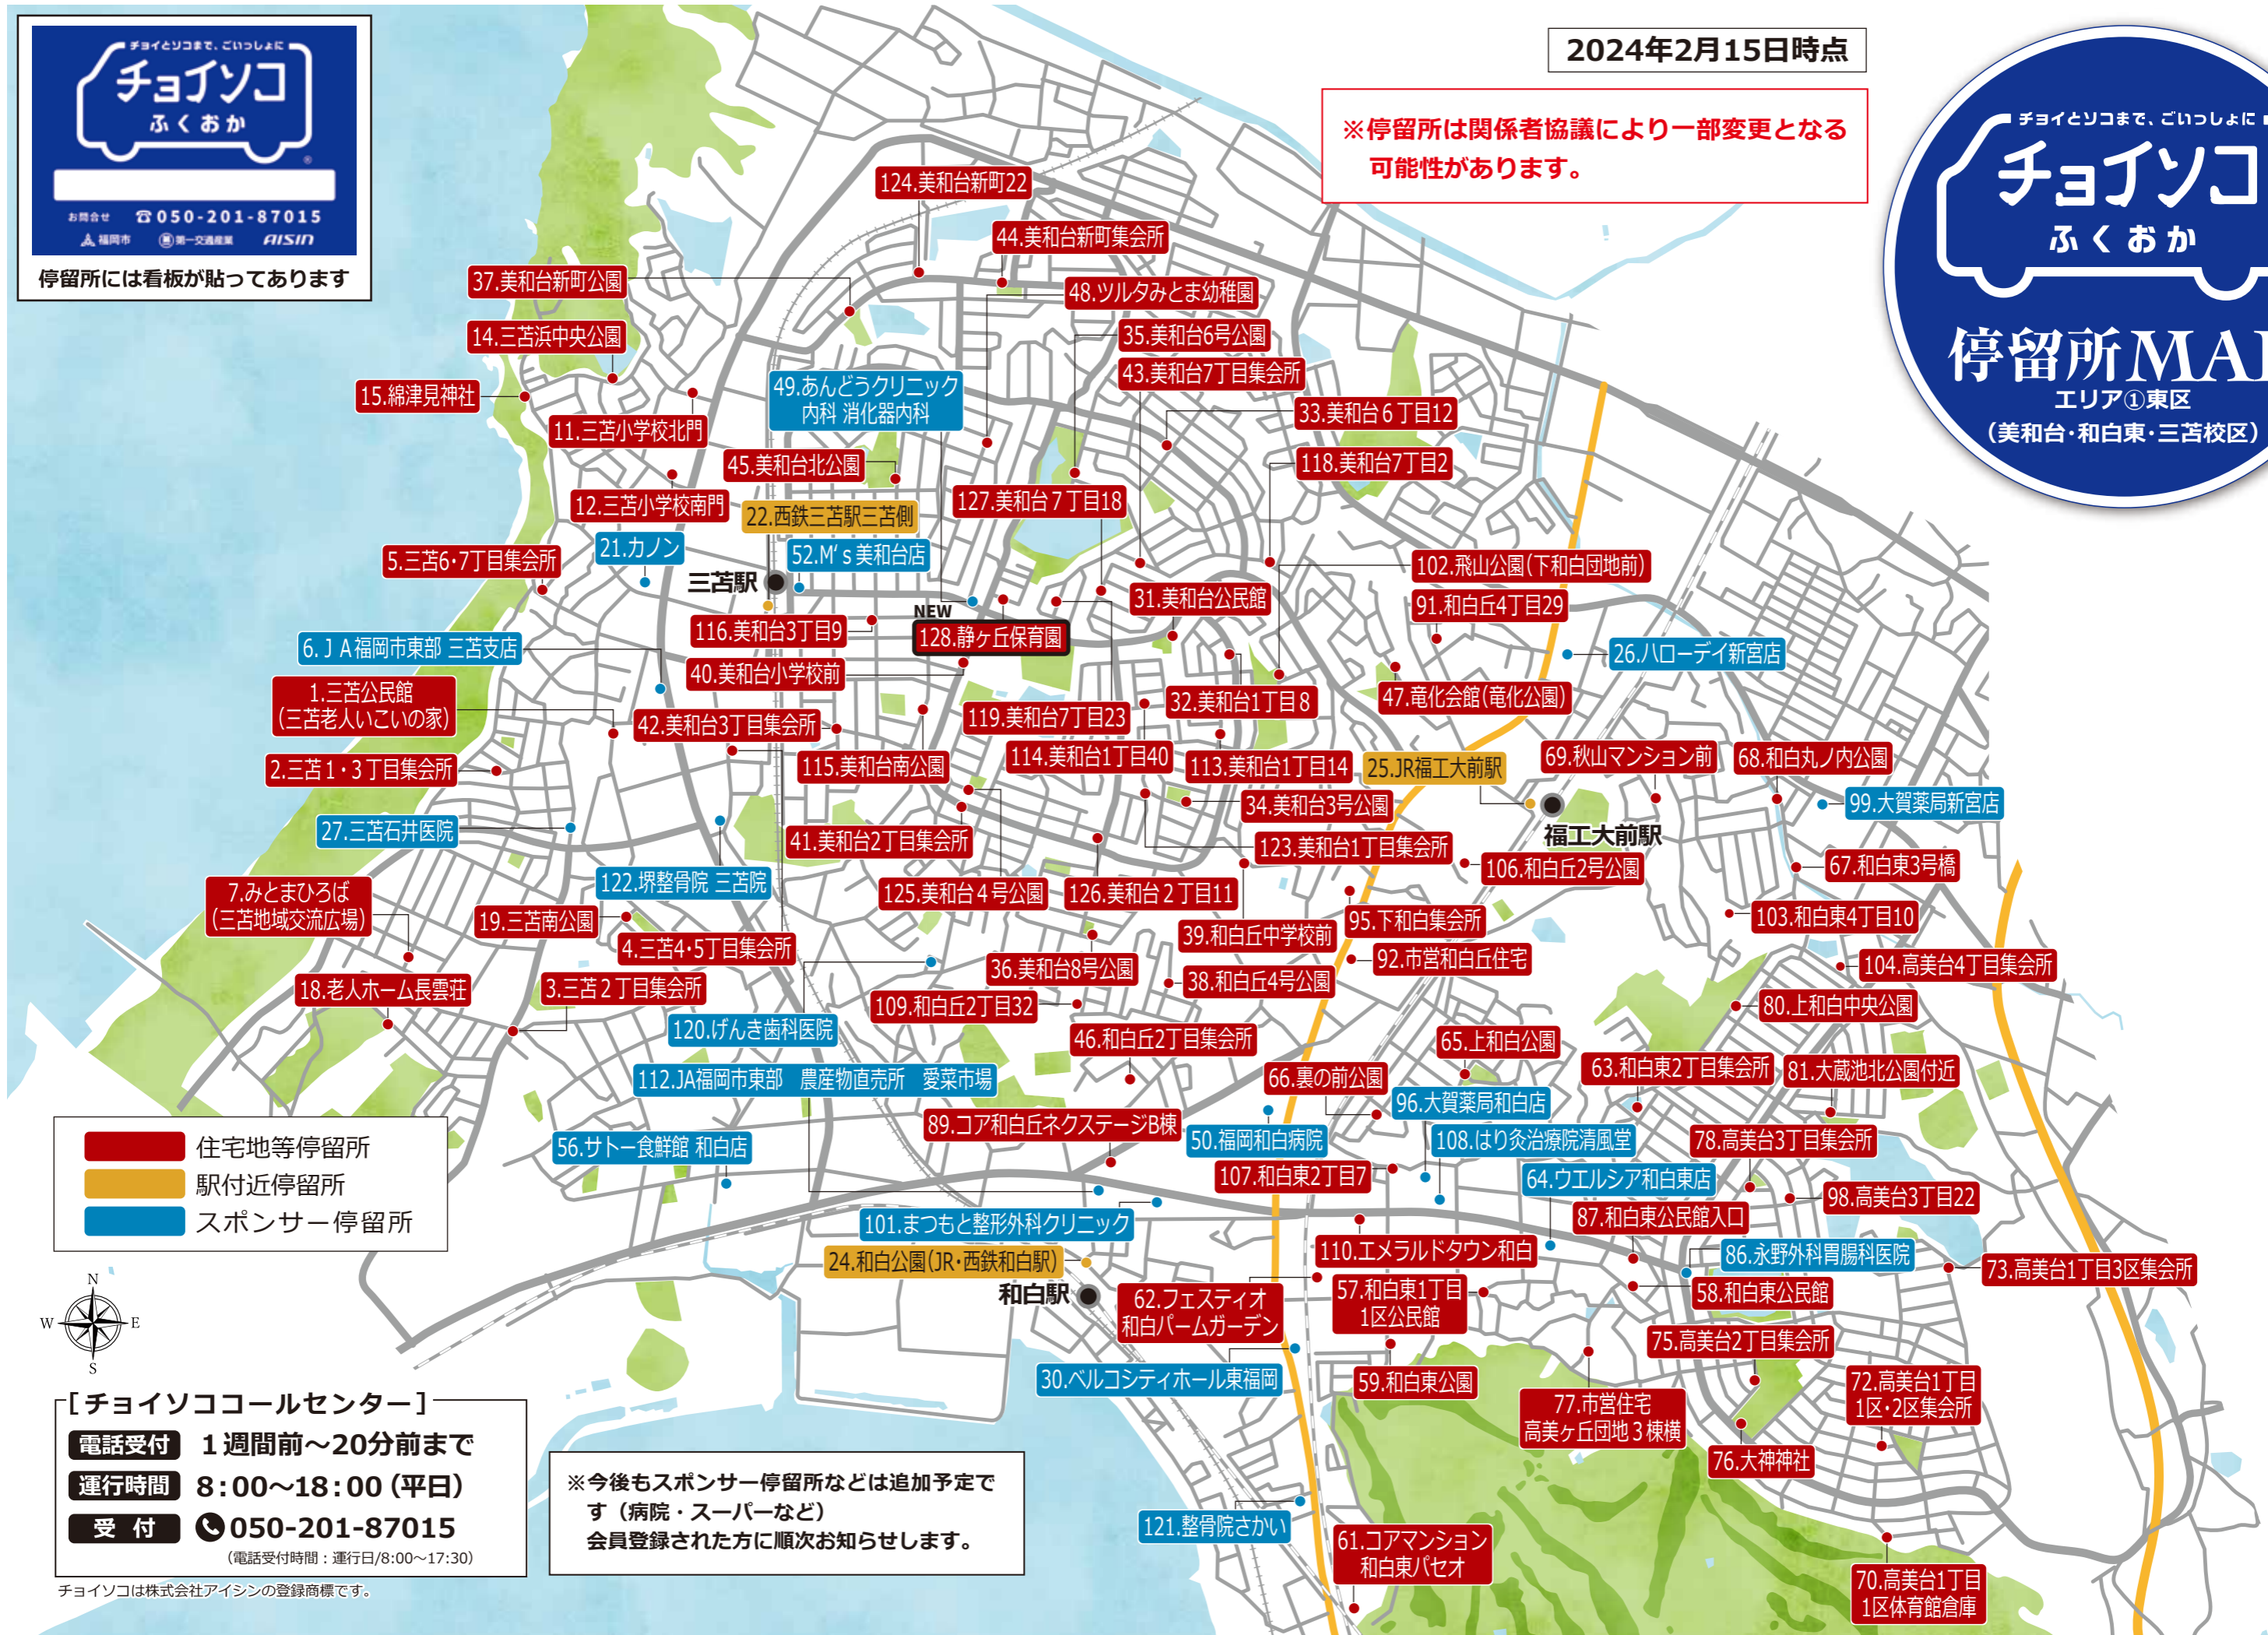 チョイとソコまで、ごいっしょに
チョイソコ
ふくおか
お問合せ ☎050-201-87015
福岡市 第一交通産業 AISIN
停留所には看板が貼ってあります
2024年2月15日時点
※停留所は関係者協議により一部変更となる
可能性があります。
チョイとソコまで、ごいっしょに
チョイソコ
ふくおか
停留所MA
エリア①東区
(美和台・和白東・三苫校区)
124.美和台新町22
44.美和台新町集会所
37.美和台新町公園
48.ツルタみとま幼稚園
14.三苫浜中央公園
35.美和台6号公園
43.美和台7丁目集会所
15.綿津見神社
49.あんどうクリニック
内科 消化器内科
33.美和台6丁目12
11.三苫小学校北門
45.美和台北公園
118.美和台7丁目2
12.三苫小学校南門
22.西鉄三苫駅三苫側
127.美和台7丁目18
5.三苫6・7丁目集会所
21.カノン
52.M's 美和台店
三苫駅
102.飛山公園(下和白団地前)
31.美和台公民館
91.和白丘4丁目29
NEW
116.美和台3丁目9
128.静ヶ丘保育園
6.JA福岡市東部 三苫支店
26.ハローデイ新宮店
40.美和台小学校前
1.三苫公民館
(三苫老人いこいの家)
32.美和台1丁目8
47.竜化会館(竜化公園)
42.美和台3丁目集会所
119.美和台7丁目23
2.三苫1・3丁目集会所
115.美和台南公園
114.美和台1丁目40
113.美和台1丁目14
25.JR福工大前駅
69.秋山マンション前
68.和白丸ノ内公園
27.三苫石井医院
34.美和台3号公園
99.大賀薬局新宮店
福工大前駅
41.美和台2丁目集会所
123.美和台1丁目集会所
106.和白丘2号公園
67.和白東3号橋
122.堺整骨院 三苫院
125.美和台4号公園
126.美和台2丁目11
7.みとまひろば
(三苫地域交流広場)
19.三苫南公園
95.下和白集会所
103.和白東4丁目10
4.三苫4・5丁目集会所
39.和白丘中学校前
92.市営和白丘住宅
36.美和台8号公園
104.高美台4丁目集会所
18.老人ホーム長雲荘
3.三苫2丁目集会所
38.和白丘4号公園
109.和白丘2丁目32
80.上和白中央公園
120.げんき歯科医院
46.和白丘2丁目集会所
65.上和白公園
63.和白東2丁目集会所
81.大蔵池北公園付近
112.JA福岡市東部 農産物直売所 愛菜市場
66.裏の前公園
96.大賀薬局和白店
89.コア和白丘ネクステージB棟
50.福岡和白病院
108.はり灸治療院清風堂
78.高美台3丁目集会所
56.サトー食鮮館 和白店
107.和白東2丁目7
64.ウエルシア和白東店
98.高美台3丁目22
101.まつもと整形外科クリニック
87.和白東公民館入口
24.和白公園(JR・西鉄和白駅)
110.エメラルドタウン和白
86.永野外科胃腸科医院
73.高美台1丁目3区集会所
和白駅
62.フェスティオ
和白パームガーデン
57.和白東1丁目
1区公民館
58.和白東公民館
75.高美台2丁目集会所
30.ベルコシティホール東福岡
59.和白東公園
72.高美台1丁目
1区・2区集会所
77.市営住宅
高美ヶ丘団地3棟横
76.大神神社
121.整骨院さかい
61.コアマンション
和白東パセオ
70.高美台1丁目
1区体育館倉庫
住宅地等停留所
駅付近停留所
スポンサー停留所
N
W E
S
[チョイソココールセンター]
電話受付 1週間前～20分前まで
運行時間 8:00～18:00(平日)
受付 050-201-87015
(電話受付時間：運行日/8:00～17:30)
チョイソコは株式会社アイシンの登録商標です。
※今後もスポンサー停留所などは追加予定で
す（病院・スーパーなど）
会員登録された方に順次お知らせします。